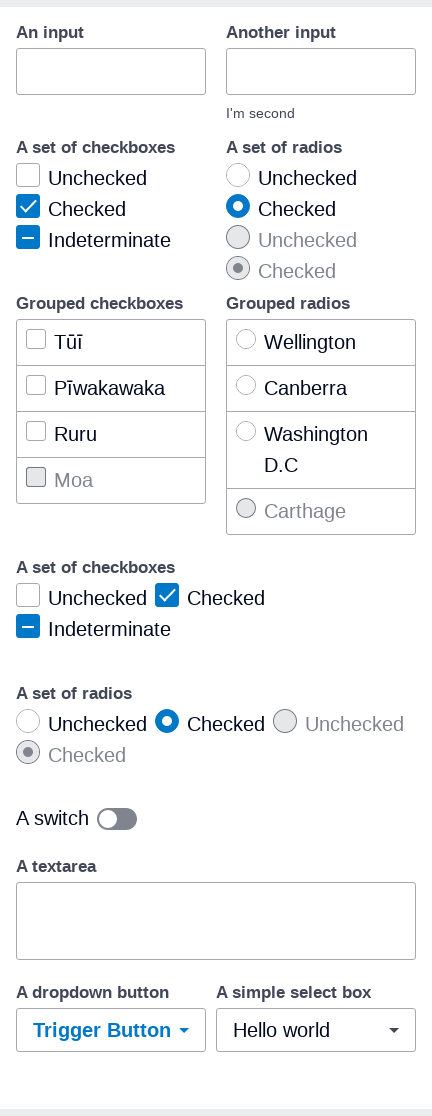 An input
Another input
I'm second
A set of checkboxes
Unchecked
Checked
Indeterminate
A set of radios
Unchecked
Checked
Unchecked
Checked
Grouped checkboxes
Tūī
Pīwakawaka
Ruru
Moa
Grouped radios
Wellington
Canberra
Washington
D.C
Carthage
A set of checkboxes
Unchecked Checked
Indeterminate
A set of radios
Unchecked Checked Unchecked
Checked
A switch
A textarea
A dropdown button
Trigger Button
A simple select box
Hello world